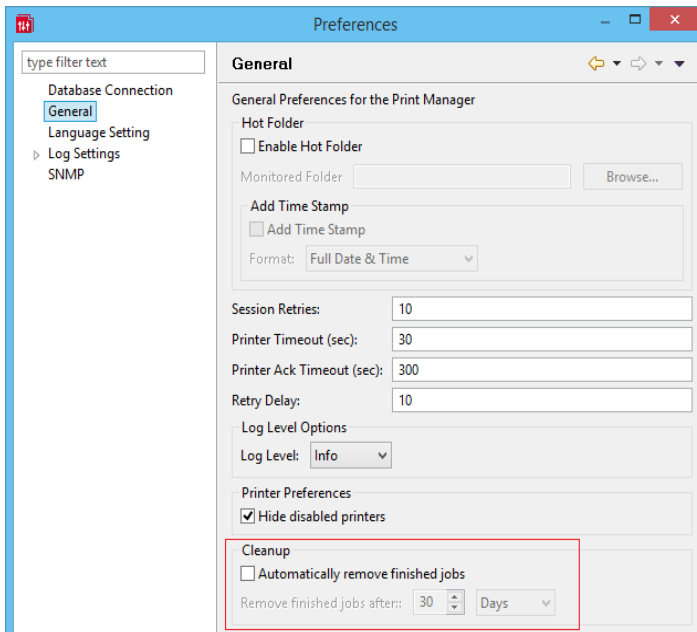 Preferences
type filter text
Database Connection
General
Language Setting
Log Settings
SNMP
General
General Preferences for the Print Manager
Hot Folder
Enable Hot Folder
Monitored Folder Browse...
Add Time Stamp
Add Time Stamp
Format: Full Date & Time
Session Retries: 10
Printer Timeout (sec): 30
Printer Ack Timeout (sec): 300
Retry Delay: 10
Log Level Options
Log Level: Info
Printer Preferences
Hide disabled printers
Cleanup
Automatically remove finished jobs
Remove finished jobs after:: 30 Days